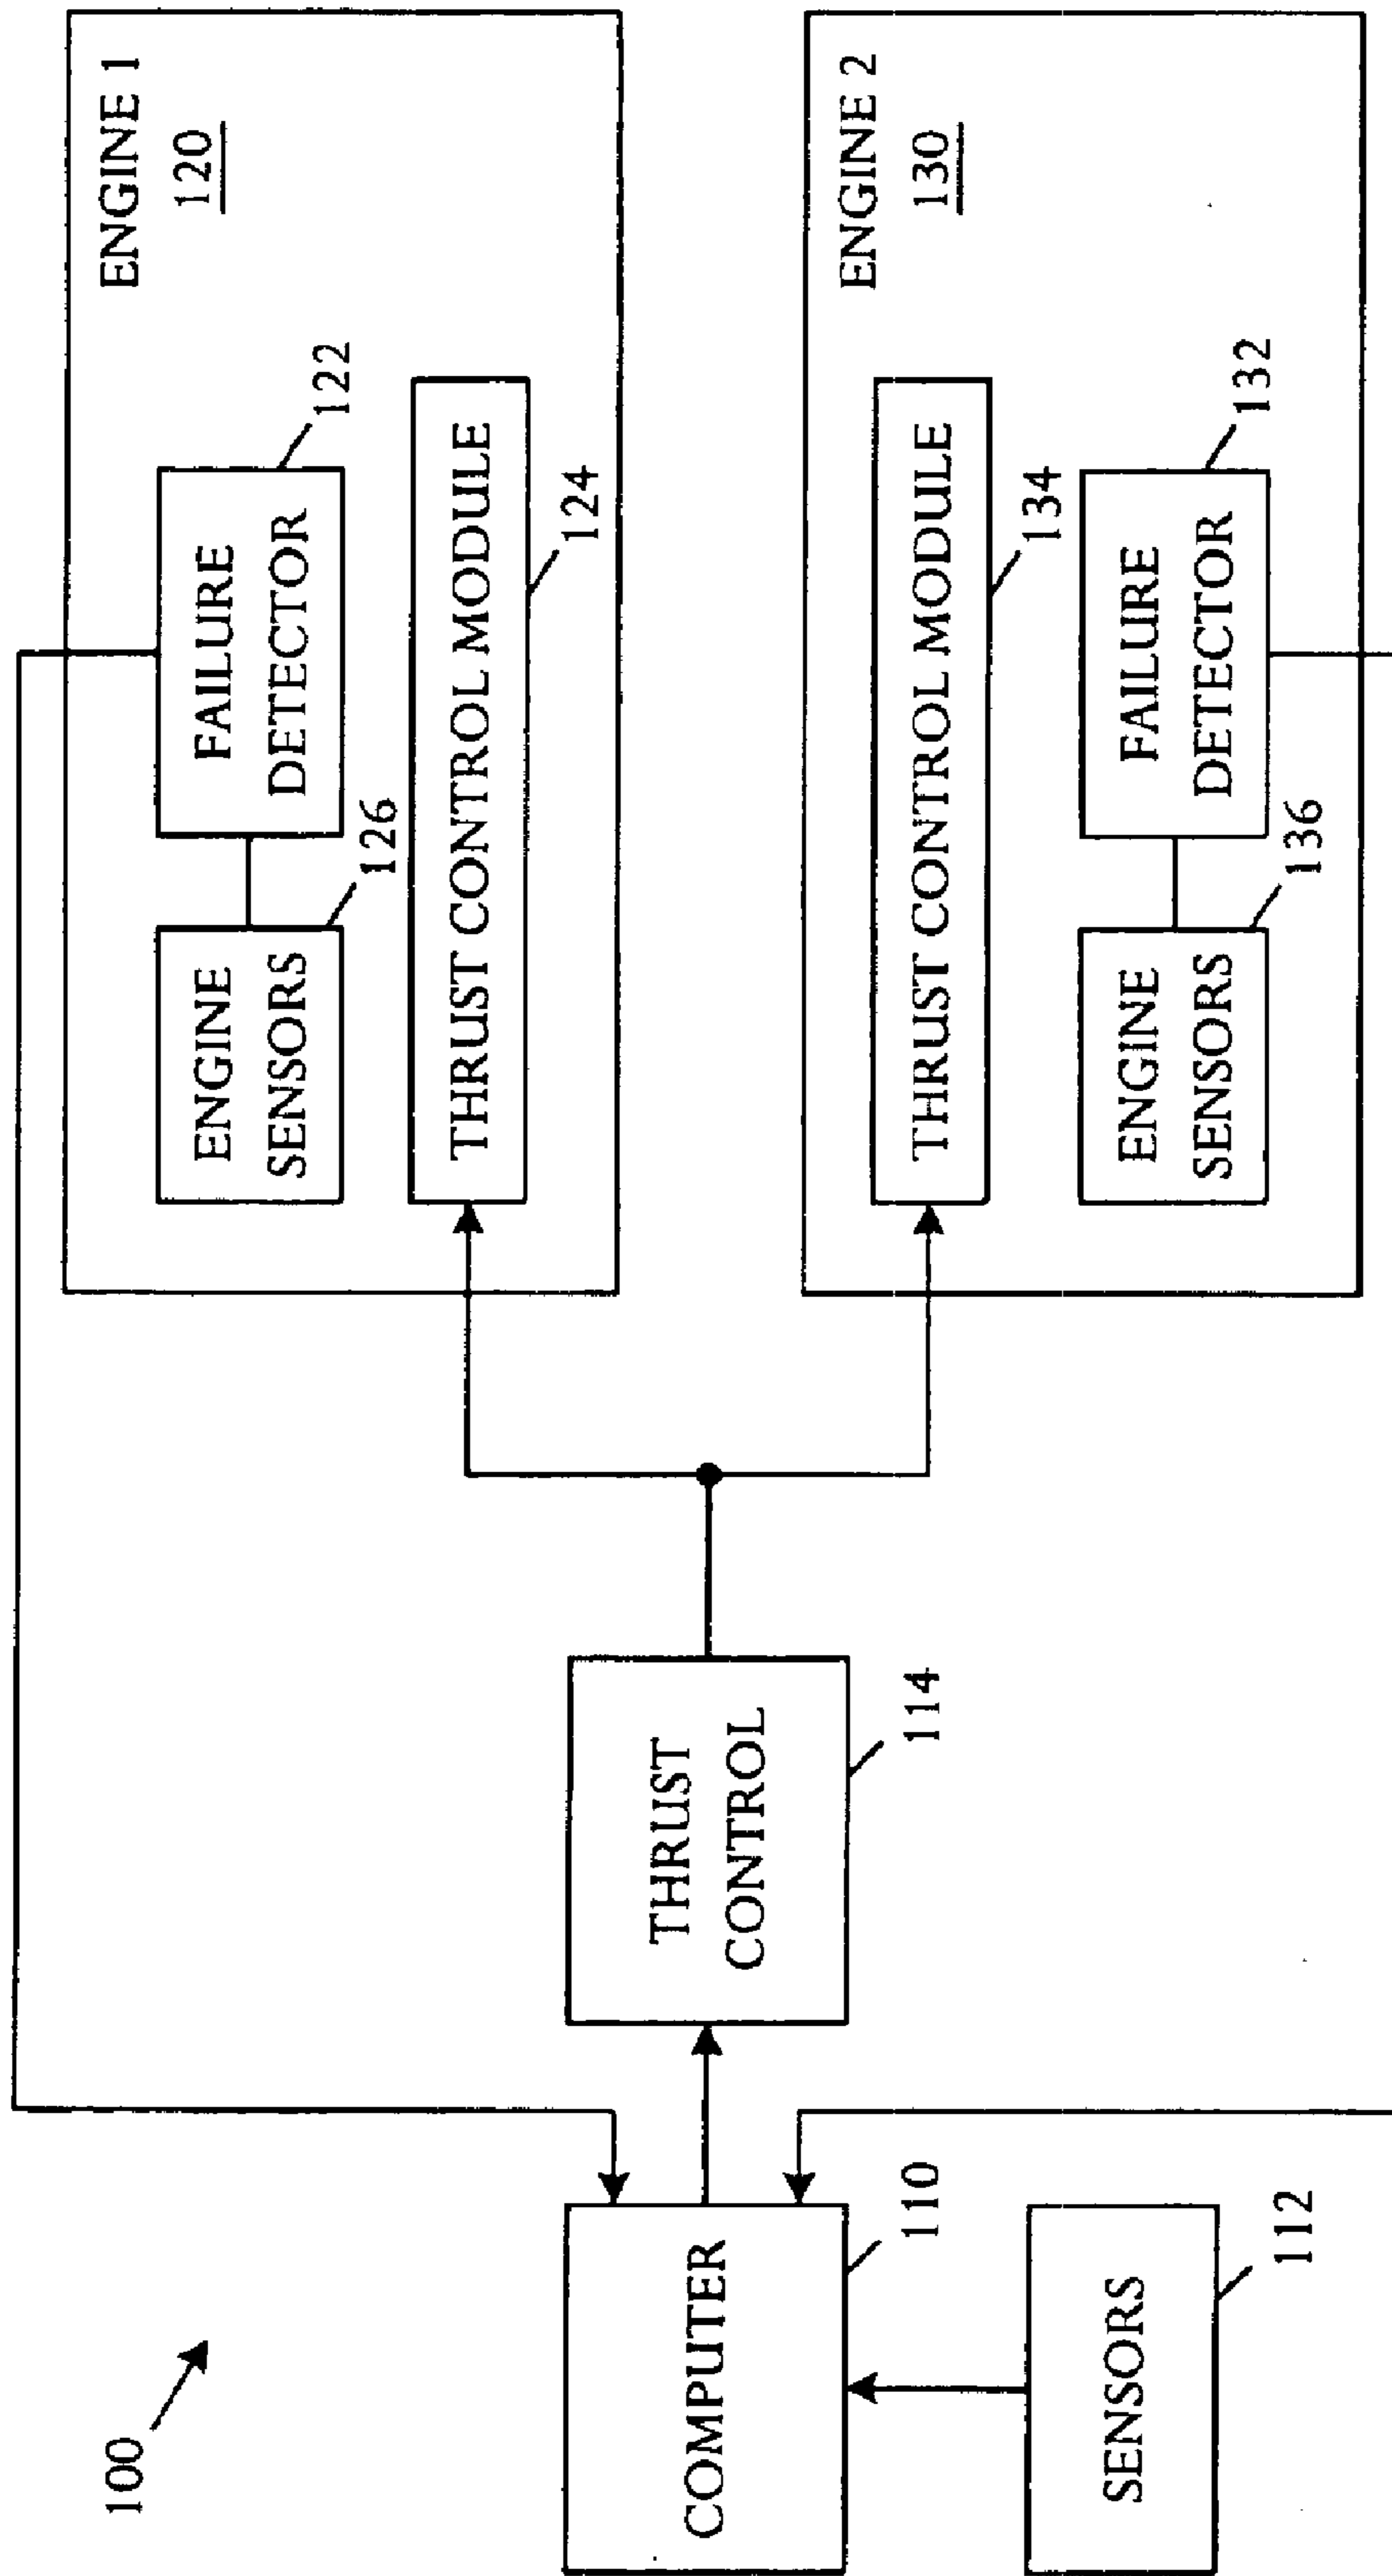 100
COMPUTER
110
SENSORS
112
THRUST
CONTROL
114
ENGINE 1
120
FAILURE
DETECTOR
122
ENGINE
SENSORS
126
THRUST CONTROL MODULE
124
ENGINE 2
130
THRUST CONTROL MODULE
134
FAILURE
DETECTOR
132
ENGINE
SENSORS
136